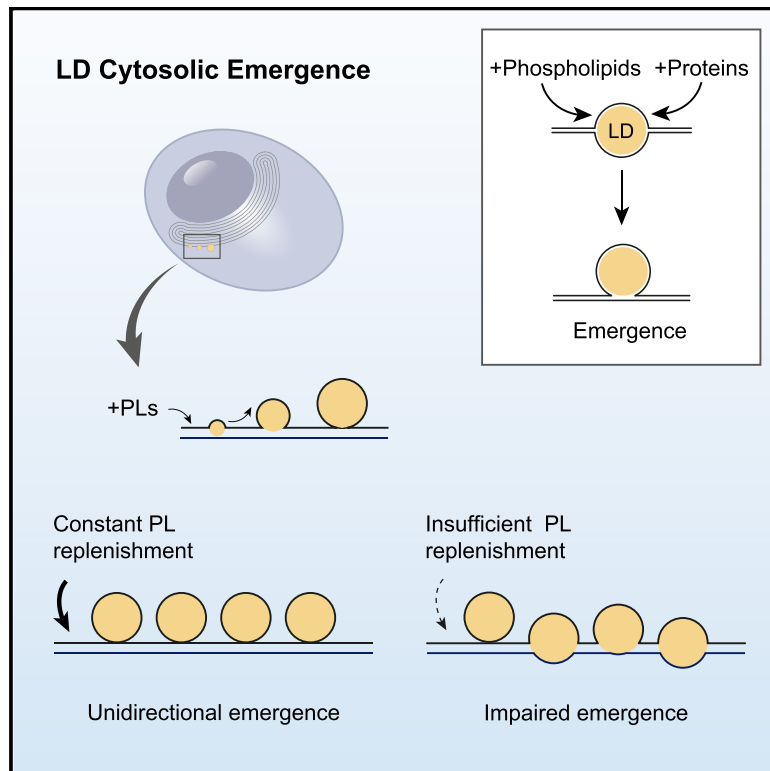 LD Cytosolic Emergence
+Phospholipids +Proteins
LD
Emergence
+PLs
Constant PL
replenishment
Insufficient PL
replenishment
Unidirectional emergence
Impaired emergence